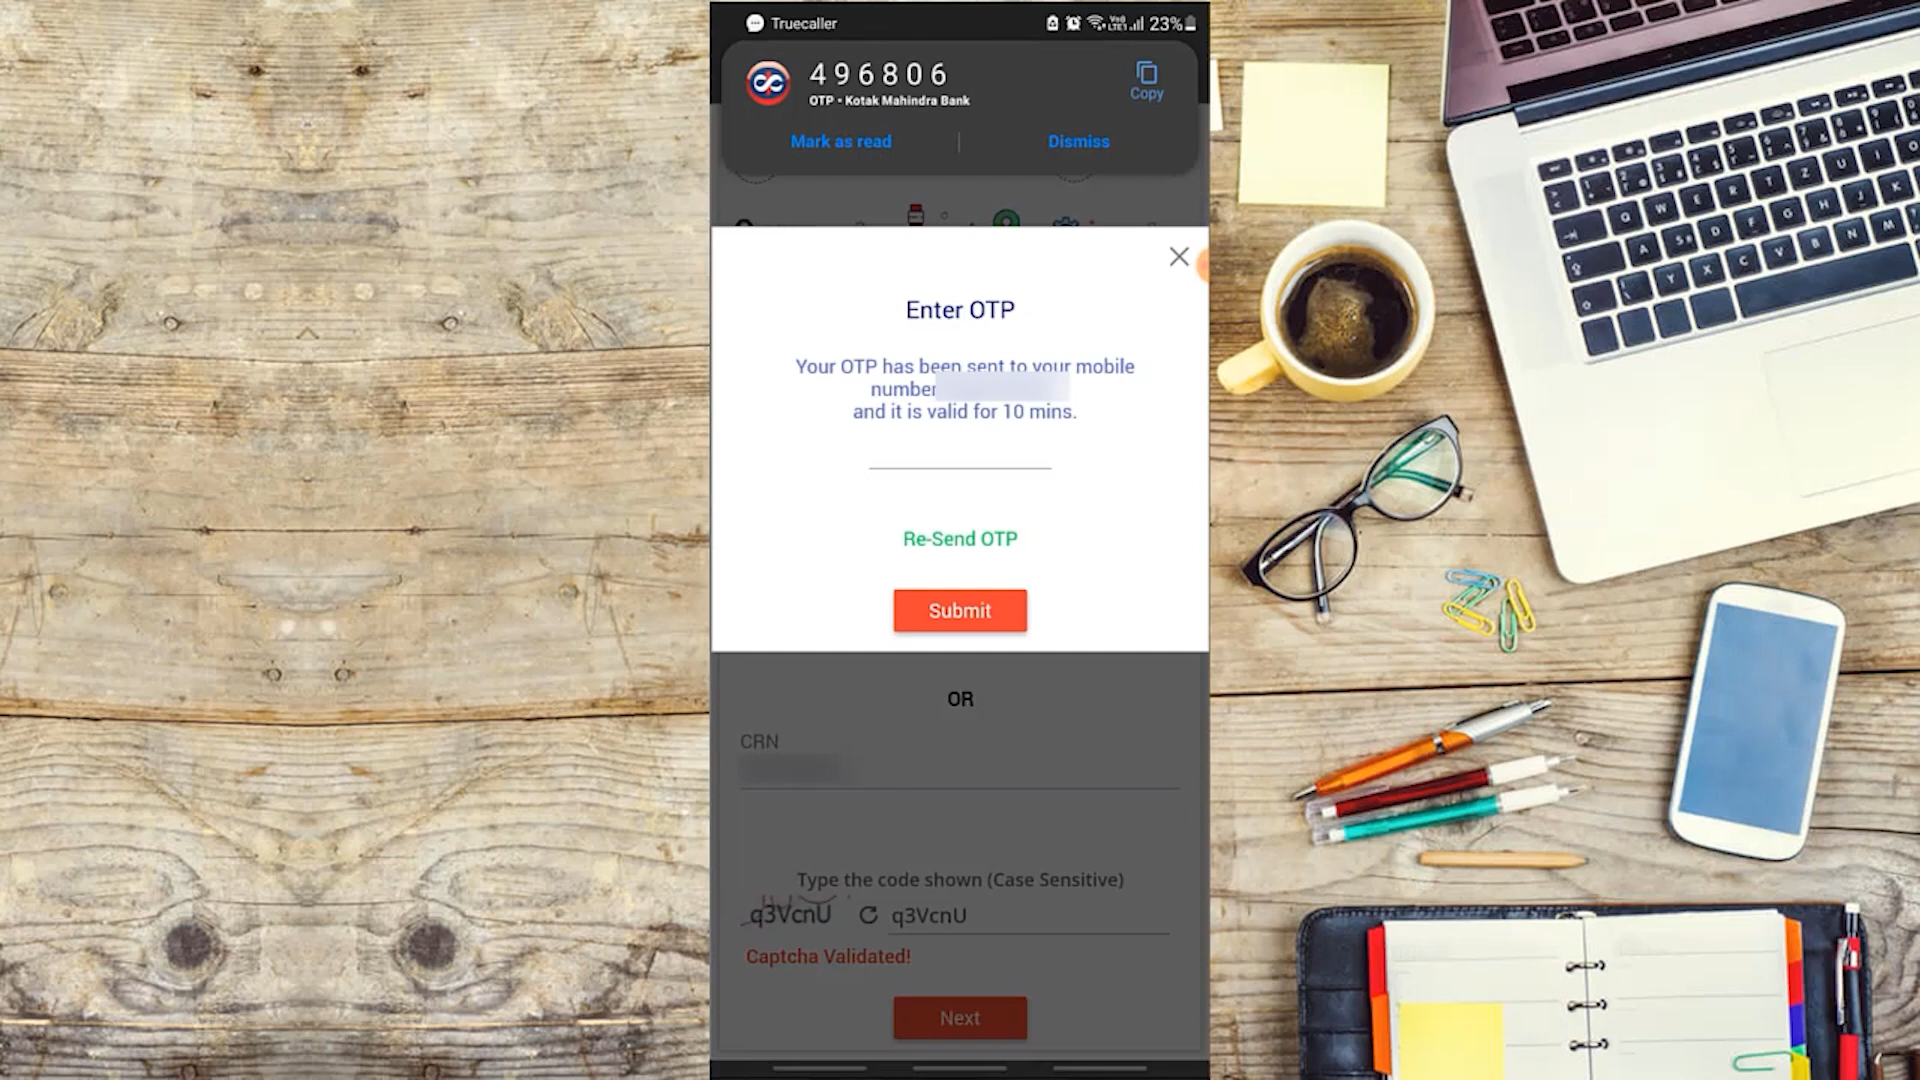 Truecaller
23%
496806
OTP • Kotak Mahindra Bank
Copy
Mark as read
Dismiss
Enter OTP
Your OTP has been sent to your mobile
number
and it is valid for 10 mins.
Re-Send OTP
Submit
OR
CRN
Type the code shown (Case Sensitive)
q3VcnU
q3VcnU
Captcha Validated!
Next